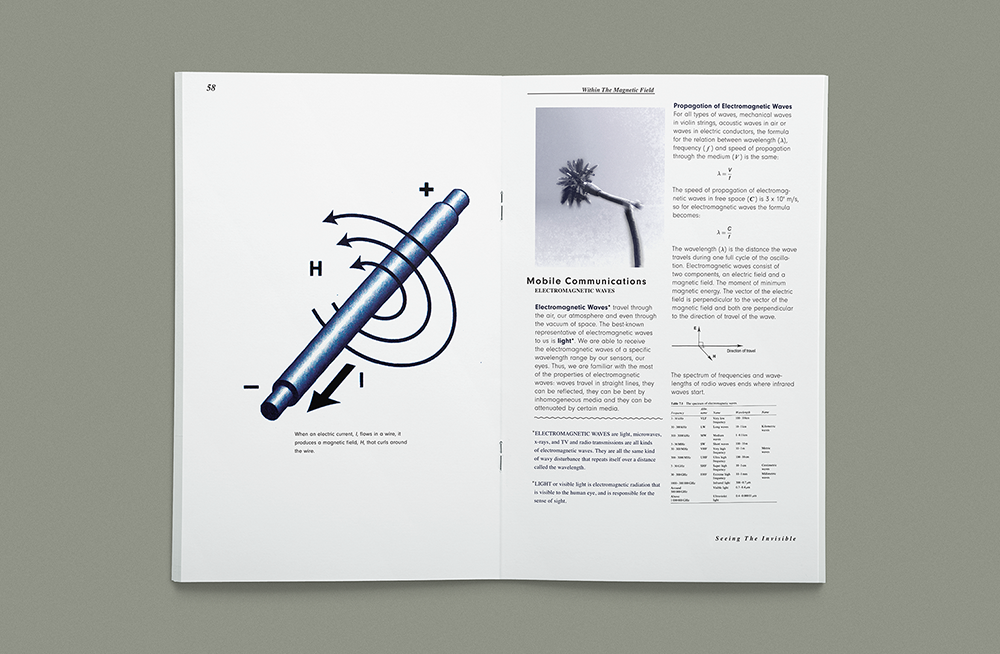 58
+
H
I
−
When an electric current, I, flows in a wire, it
produces a magnetic field, H, that curls around
the wire.
Within The Magnetic Field
Mobile Communications
ELECTROMAGNETIC WAVES
Electromagnetic Waves* travel through
the air, our atmosphere and even through
the vacuum of space. The best-known
representative of electromagnetic waves
to us is light*. We are able to receive
the electromagnetic waves of a specific
wavelength range by our sensors, our
eyes. Thus, we are familiar with the most
of the properties of electromagnetic
waves: waves travel in straight lines, they
can be reflected, they can be bent by
inhomogeneous media and they can be
attenuated by certain media.
*ELECTROMAGNETIC WAVES are light, microwaves,
x-rays, and TV and radio transmissions are all kinds
of electromagnetic waves. They are all the same kind
of wavy disturbance that repeats itself over a distance
called the wavelength.
*LIGHT or visible light is electromagnetic radiation that
is visible to the human eye, and is responsible for the
sense of sight.
Propagation of Electromagnetic Waves
For all types of waves, mechanical waves
in violin strings, acoustic waves in air or
waves in electric conductors, the formula
for the relation between wavelength (λ),
frequency (f) and speed of propagation
through the medium (V) is the same:
λ = V
f
The speed of propagation of electromag-
netic waves in free space (C) is 3 x 10⁸ m/s,
so for electromagnetic waves the formula
becomes:
λ = C
f
The wavelength (λ) is the distance the wave
travels during one full cycle of the oscilla-
tion. Electromagnetic waves consist of
two components, an electric field and a
magnetic field. The moment of minimum
magnetic energy. The vector of the electric
field is perpendicular to the vector of the
magnetic field and both are perpendicular
to the direction of travel of the wave.
E
Direction of travel
H
The spectrum of frequencies and wave-
lengths of radio waves ends where infrared
waves start.
Table 7.1 The spectrum of electromagnetic waves
Frequency Name Wavelength Name
Seeing The Invisible